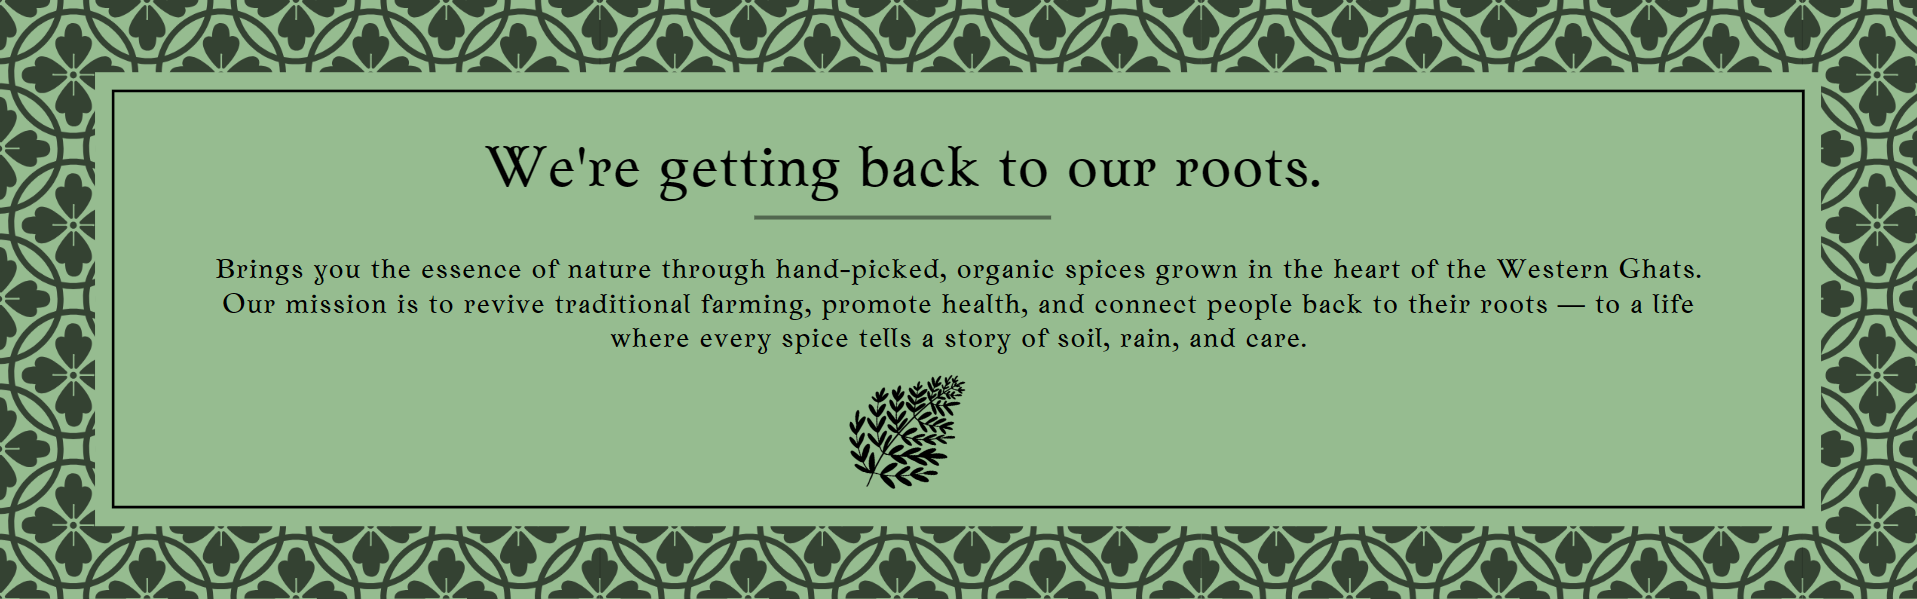 We're getting back to our roots.
Brings you the essence of nature through hand-picked, organic spices grown in the heart of the Western Ghats.
Our mission is to revive traditional farming, promote health, and connect people back to their roots — to a life
where every spice tells a story of soil, rain, and care.